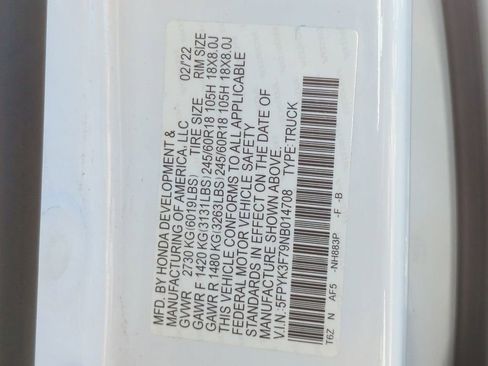 MFD. BY HONDA DEVELOPMENT &
MANUFACTURING OF AMERICA, LLC 02/22
GVWR 2730 KG(6019LBS) TIRE SIZE RIM SIZE
GAWR F 1420 KG(3131LBS) 245/60R18 105H 18X8.0J
GAWR R 1480 KG(3263LBS) 245/60R18 105H 18X8.0J
THIS VEHICLE CONFORMS TO ALL APPLICABLE
FEDERAL MOTOR VEHICLE SAFETY
STANDARDS IN EFFECT ON THE DATE OF
MANUFACTURE SHOWN ABOVE.
V.I.N.:5FPYK3F79NB014708 TYPE:TRUCK
T6Z N AF5 -NH883P -F -B